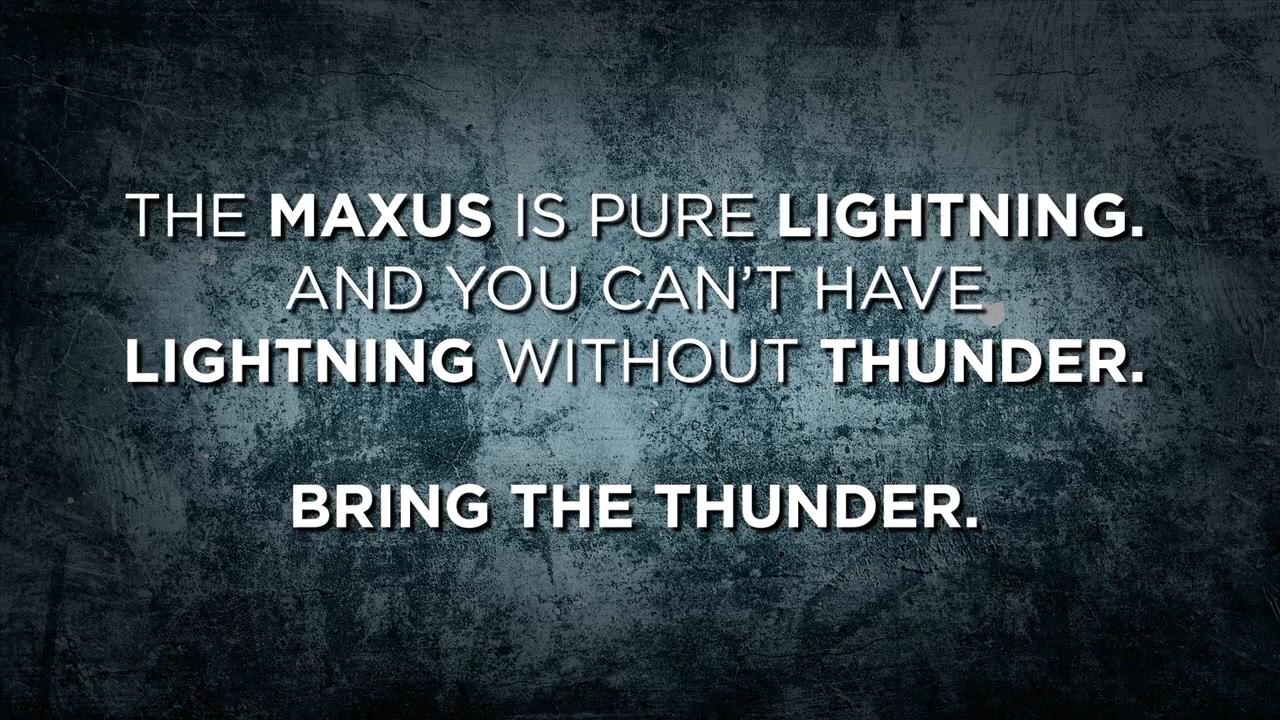 THE MAXUS IS PURE LIGHTNING.
AND YOU CAN'T HAVE
LIGHTNING WITHOUT THUNDER.
BRING THE THUNDER.